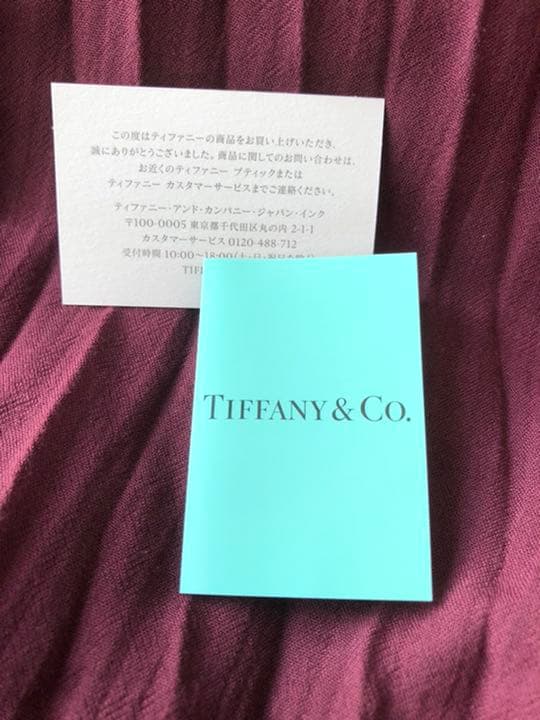 この度はティファニーの商品をお買い上げいただき、
誠にありがとうございました。商品に関してのお問い合わせは、
お近くのティファニー ブティックまたは
ティファニー カスタマーサービスまでご連絡ください。
ティファニー・アンド・カンパニー・ジャパン・インク
〒100-0005 東京都千代田区丸の内 2-1-1
カスタマーサービス 0120-488-712
受付時間 10:00〜18:00(土・日・祝日を除く)
TIFFANY & CO.